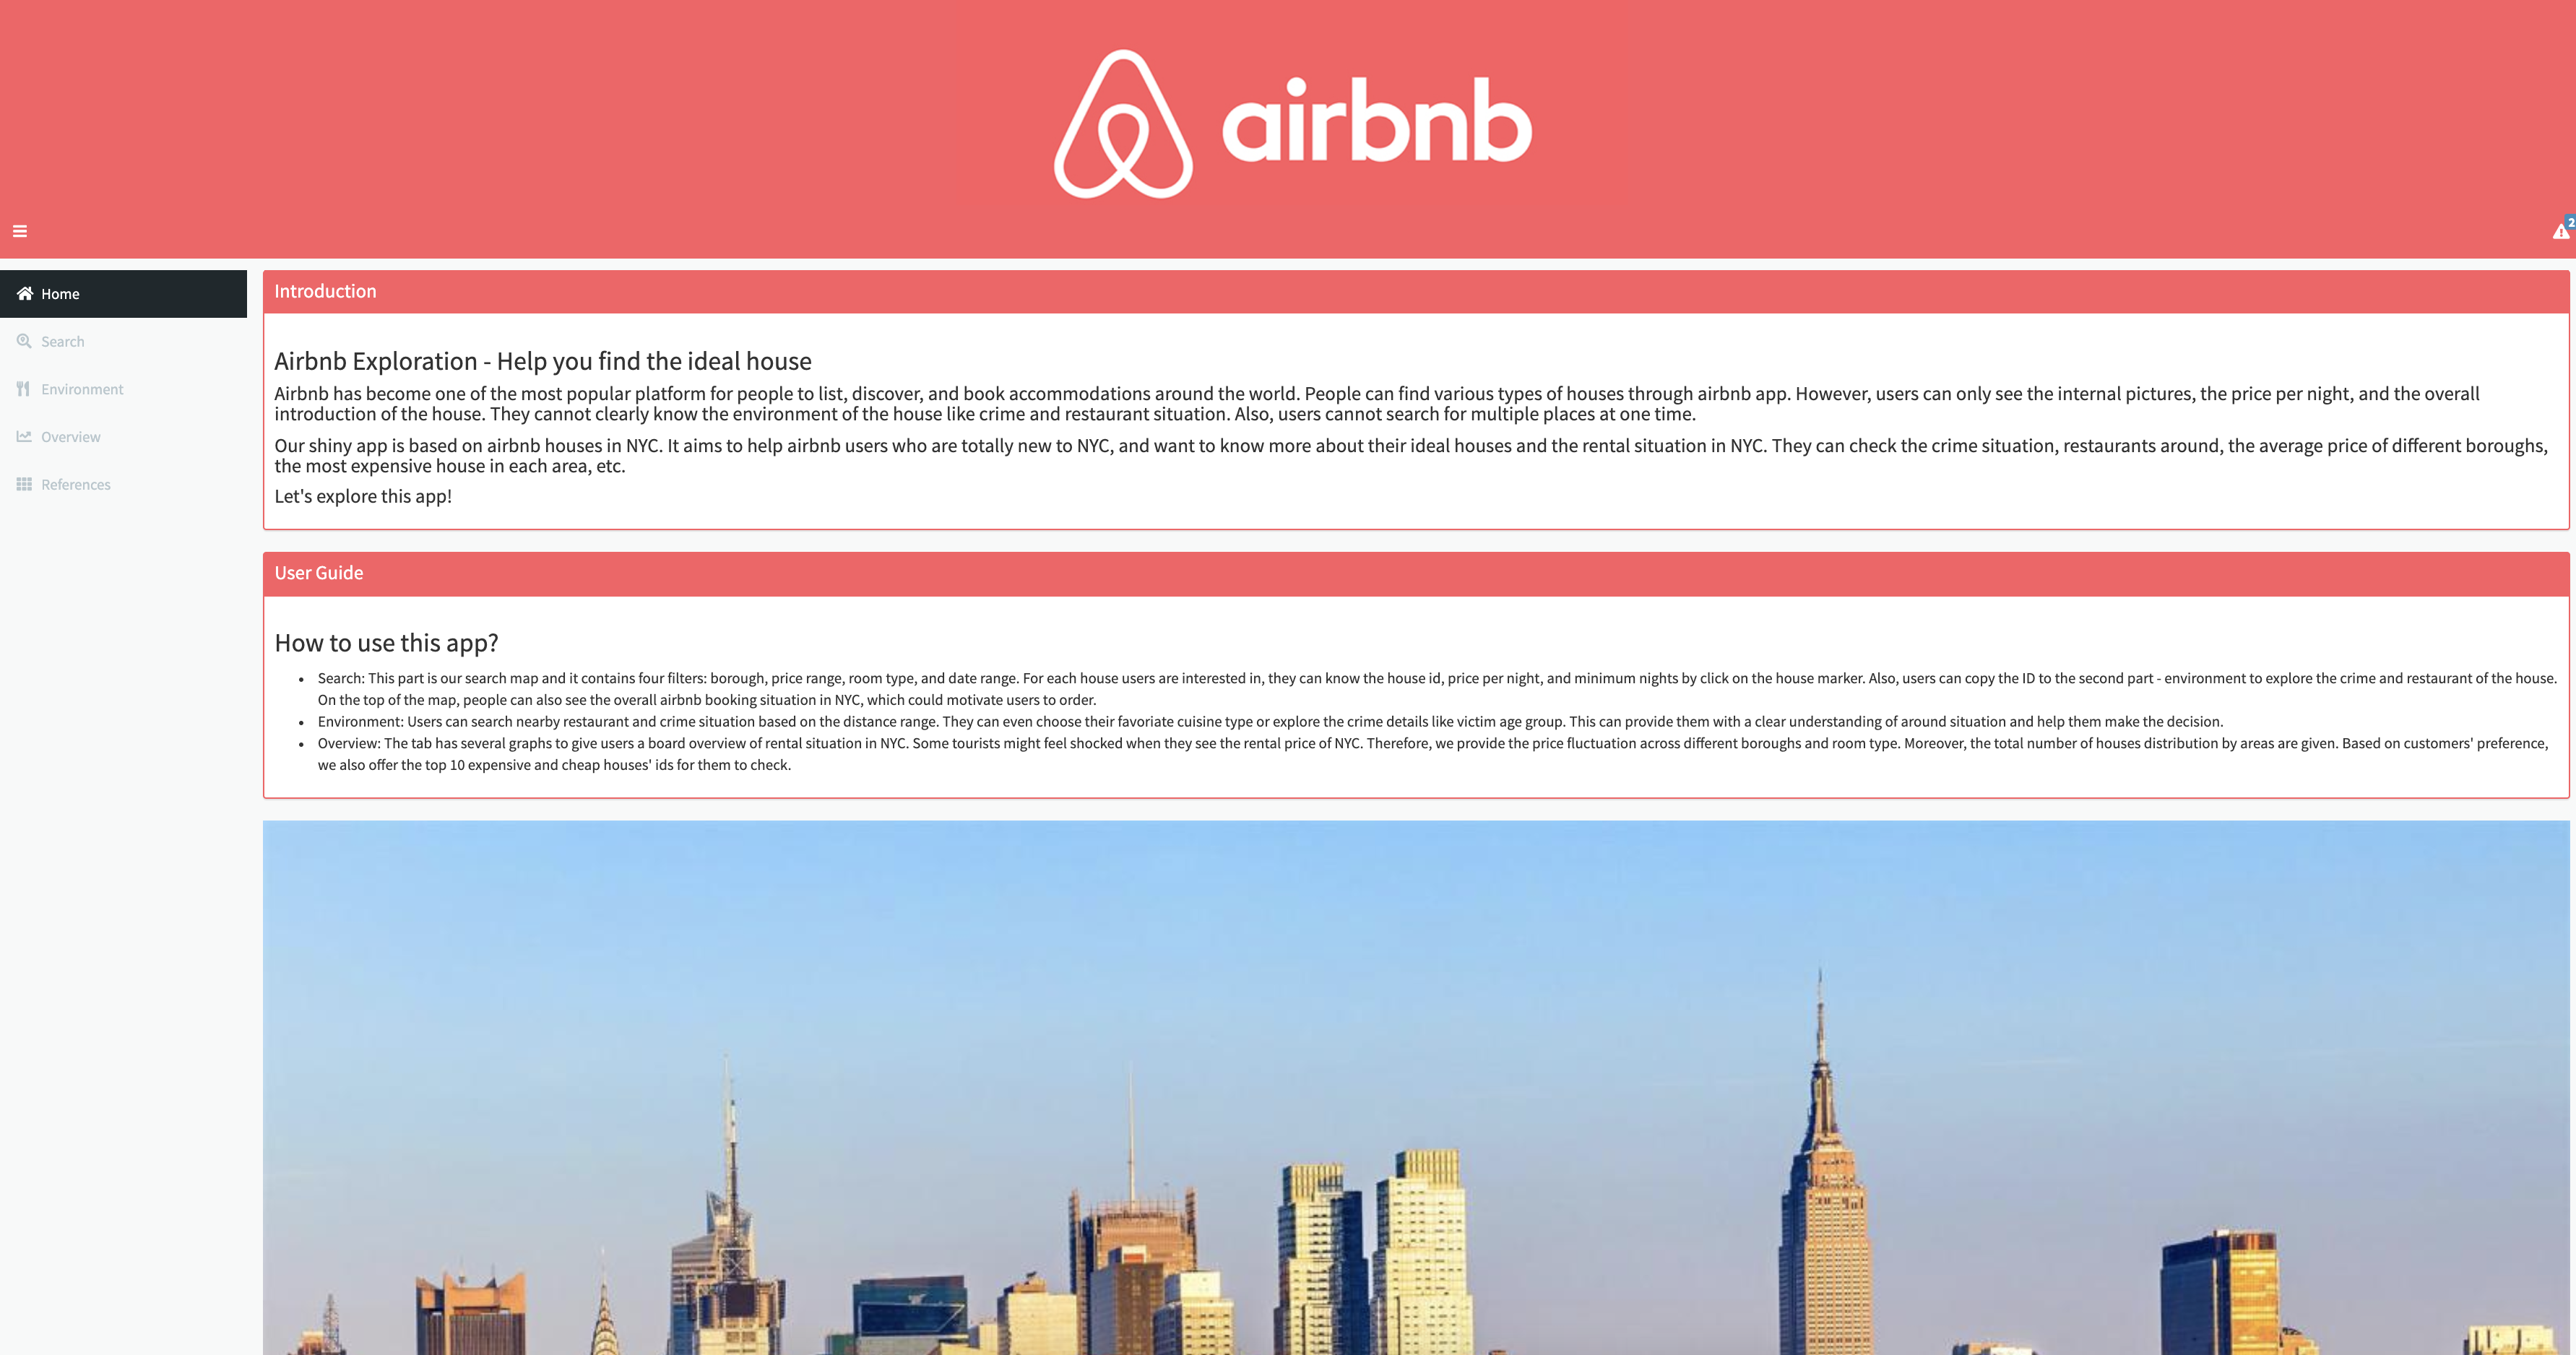 airbnb
2
Home
Search
Environment
Overview
References
Introduction
Airbnb Exploration - Help you find the ideal house
Airbnb has become one of the most popular platform for people to list, discover, and book accommodations around the world. People can find various types of houses through airbnb app. However, users can only see the internal pictures, the price per night, and the overall
introduction of the house. They cannot clearly know the environment of the house like crime and restaurant situation. Also, users cannot search for multiple places at one time.
Our shiny app is based on airbnb houses in NYC. It aims to help airbnb users who are totally new to NYC, and want to know more about their ideal houses and the rental situation in NYC. They can check the crime situation, restaurants around, the average price of different boroughs,
the most expensive house in each area, etc.
Let's explore this app!
User Guide
How to use this app?
• Search: This part is our search map and it contains four filters: borough, price range, room type, and date range. For each house users are interested in, they can know the house id, price per night, and minimum nights by click on the house marker. Also, users can copy the ID to the second part - environment to explore the crime and restaurant of the house.
On the top of the map, people can also see the overall airbnb booking situation in NYC, which could motivate users to order.
• Environment: Users can search nearby restaurant and crime situation based on the distance range. They can even choose their favoriate cuisine type or explore the crime details like victim age group. This can provide them with a clear understanding of around situation and help them make the decision.
• Overview: The tab has several graphs to give users a board overview of rental situation in NYC. Some tourists might feel shocked when they see the rental price of NYC. Therefore, we provide the price fluctuation across different boroughs and room type. Moreover, the total number of houses distribution by areas are given. Based on customers' preference,
we also offer the top 10 expensive and cheap houses' ids for them to check.